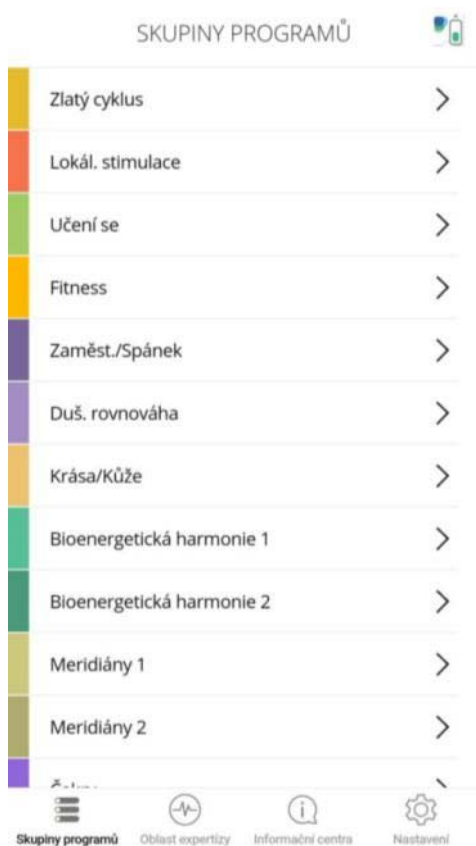 SKUPINY PROGRAMŮ
Zlatý cyklus
Lokál. stimulace
Učení se
Fitness
Zaměst./Spánek
Duš. rovnováha
Krása/Kůže
Bioenergetická harmonie 1
Bioenergetická harmonie 2
Meridiány 1
Meridiány 2
Skupiny programů
Oblast expertízy
Informační centra
Nastavení